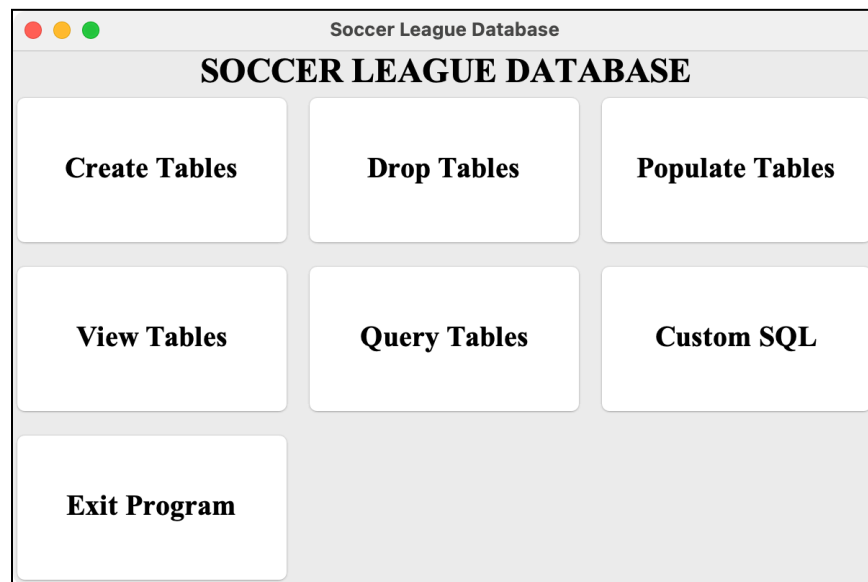 Soccer League Database
SOCCER LEAGUE DATABASE
Create Tables
Drop Tables
Populate Tables
View Tables
Query Tables
Custom SQL
Exit Program